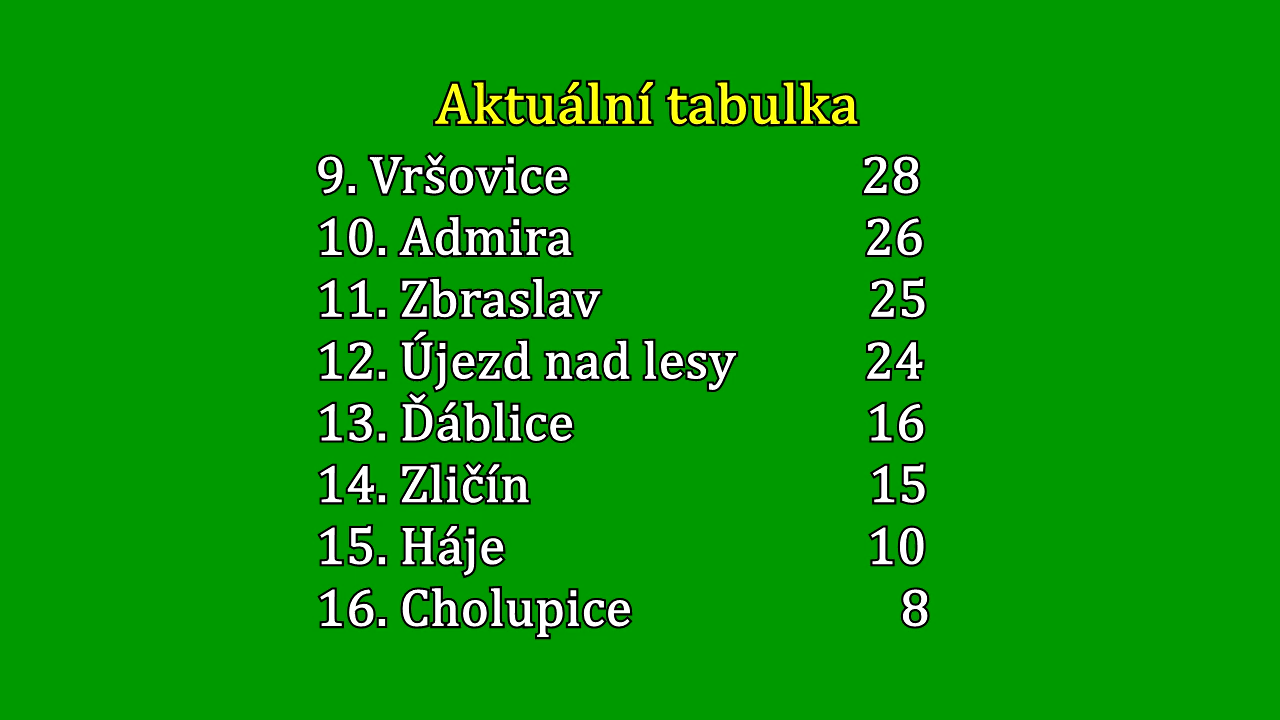 Aktuální tabulka
9. Vršovice 28
10. Admira 26
11. Zbraslav 25
12. Újezd nad lesy 24
13. Ďáblice 16
14. Zličín 15
15. Háje 10
16. Cholupice 8